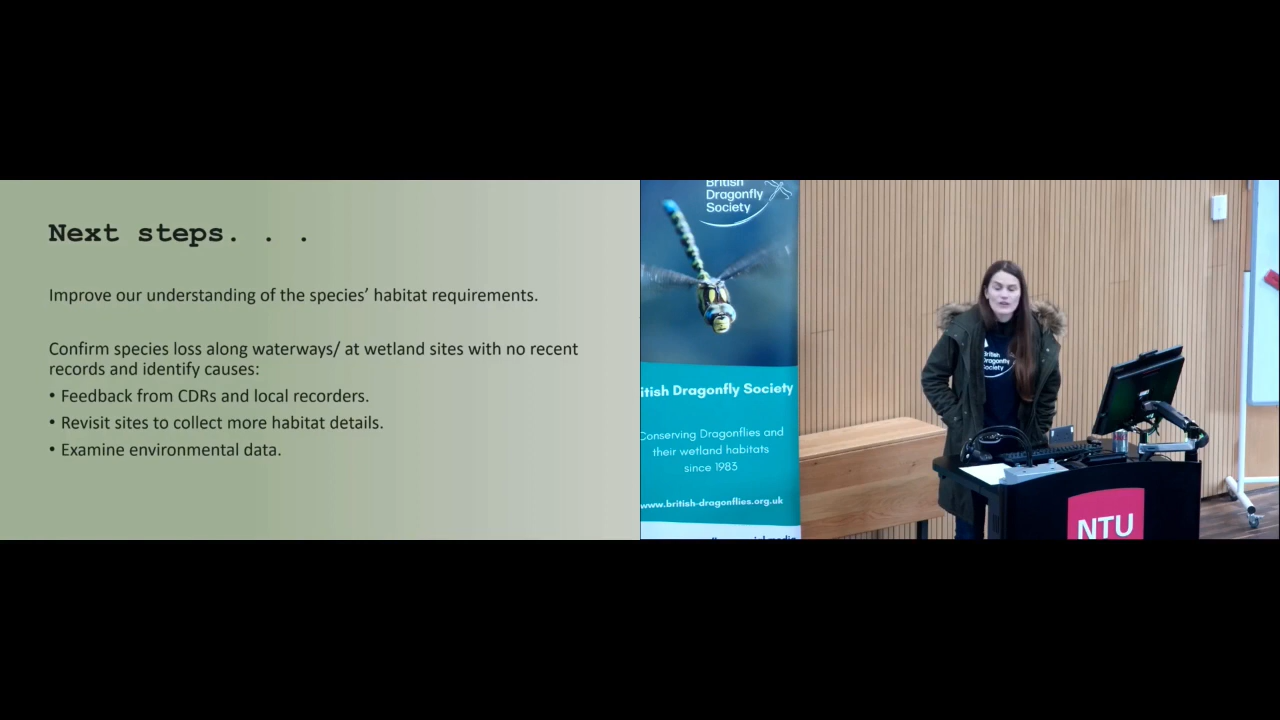 Next steps. . .
Improve our understanding of the species’ habitat requirements.
Confirm species loss along waterways/ at wetland sites with no recent
records and identify causes:
• Feedback from CDRs and local recorders.
• Revisit sites to collect more habitat details.
• Examine environmental data.
British
Dragonfly
Society
itish Dragonfly Society
Conserving Dragonflies and
their wetland habitats
since 1983
www.british-dragonflies.org.uk
British
Dragonfly
Society
NTU